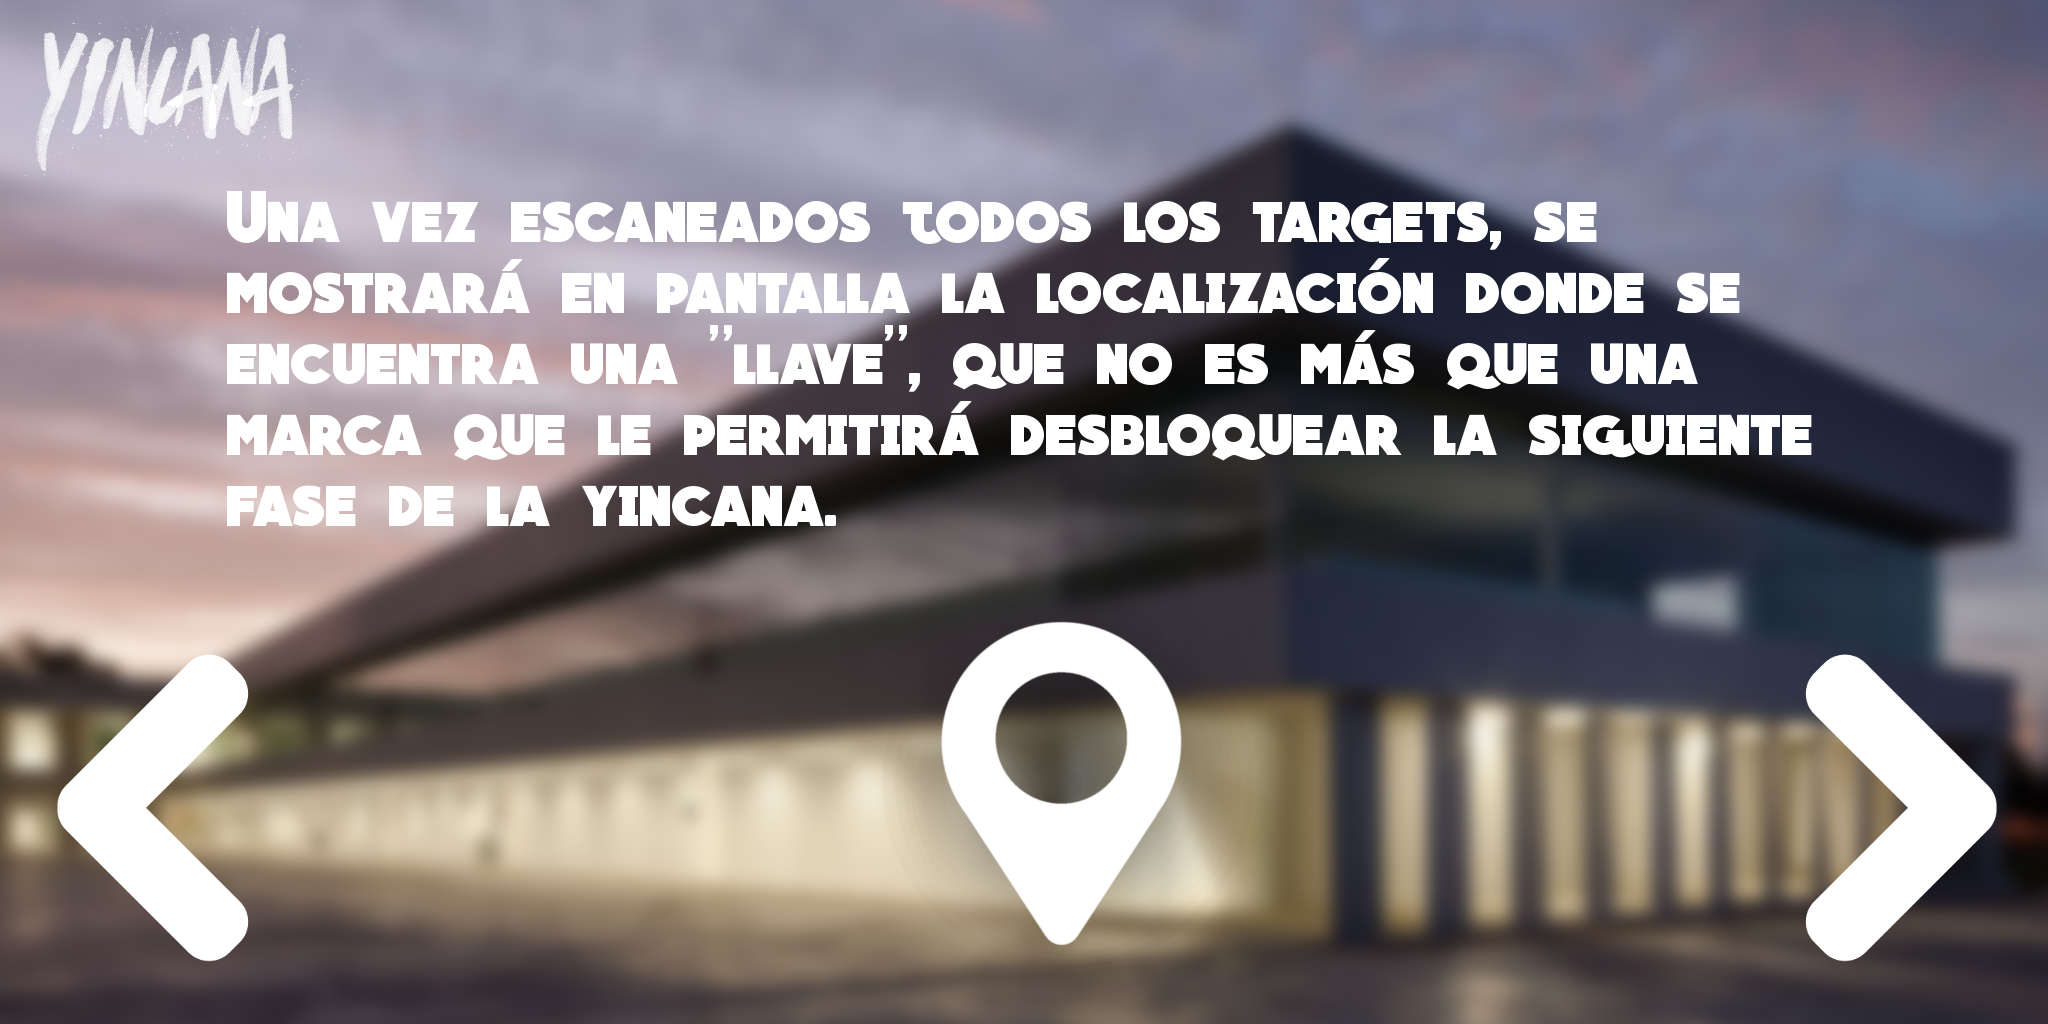 YINCANA
Una vez escaneados todos los targets, se
mostrará en pantalla la localización donde se
encuentra una "llave", que no es más que una
marca que le permitirá desbloquear la siguiente
fase de la yincana.